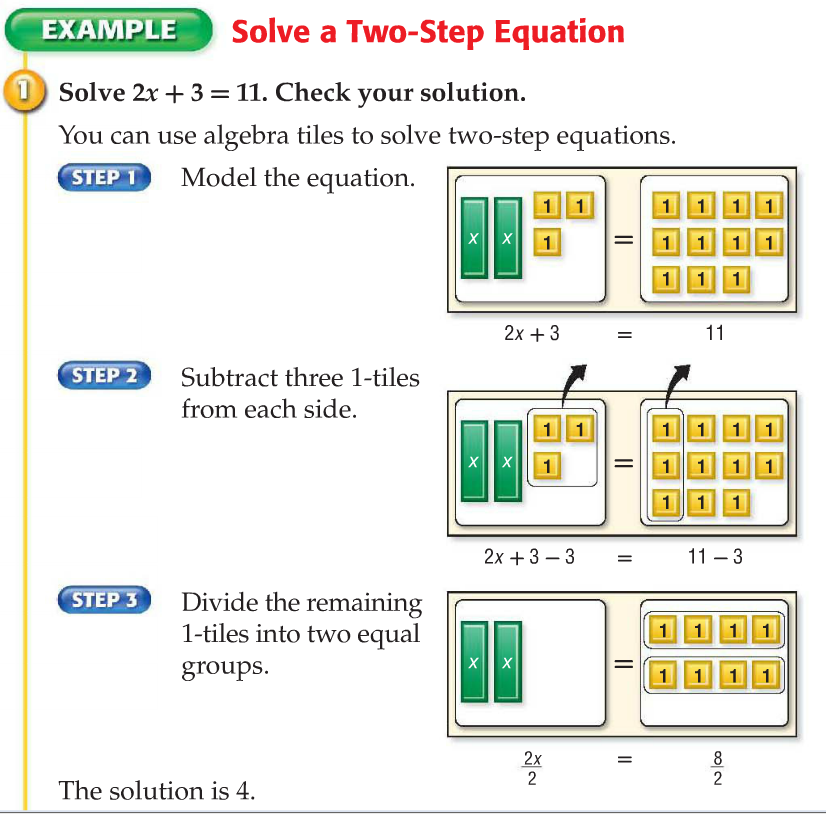 EXAMPLE Solve a Two-Step Equation
1 Solve 2x + 3 = 11. Check your solution.
You can use algebra tiles to solve two-step equations.
STEP 1 Model the equation.
x x 1 1 = 1 1 1 1
1 1 1 1 1
1 1 1
2x + 3 = 11
STEP 2 Subtract three 1-tiles
from each side.
x x 1 1 = 1 1 1 1
1 1 1 1 1
1 1 1
2x + 3 – 3 = 11 – 3
STEP 3 Divide the remaining
1-tiles into two equal
groups.
x x = 1 1 1 1
1 1 1 1
2x/2 = 8/2
The solution is 4.